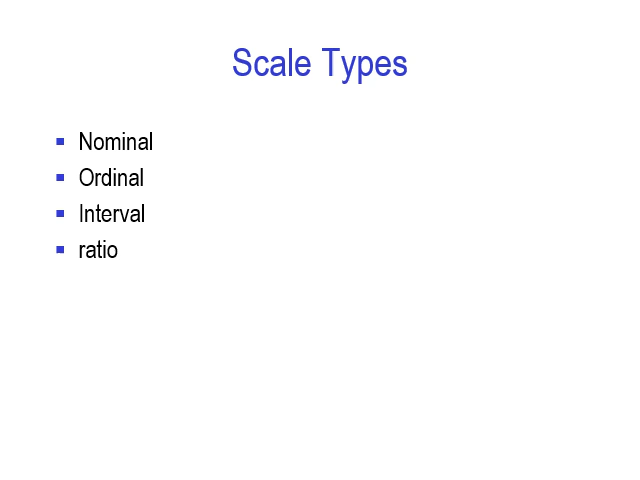 Scale Types
▪ Nominal
▪ Ordinal
▪ Interval
▪ ratio